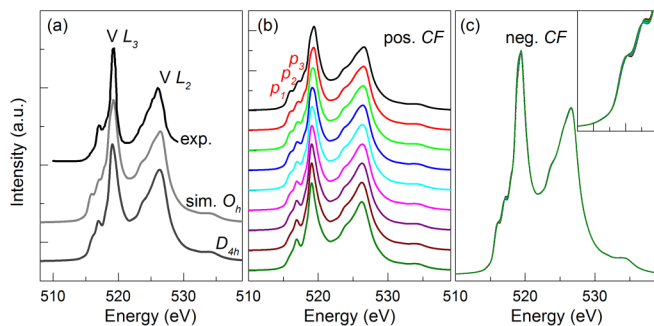 (a)
V L3
V L2
exp.
sim. Oh
D4h
Intensity (a.u.)
510 520 530
Energy (eV)
(b)
pos. CF
p3
p2
p1
510 520 530
Energy (eV)
(c)
neg. CF
510 520 530
Energy (eV)